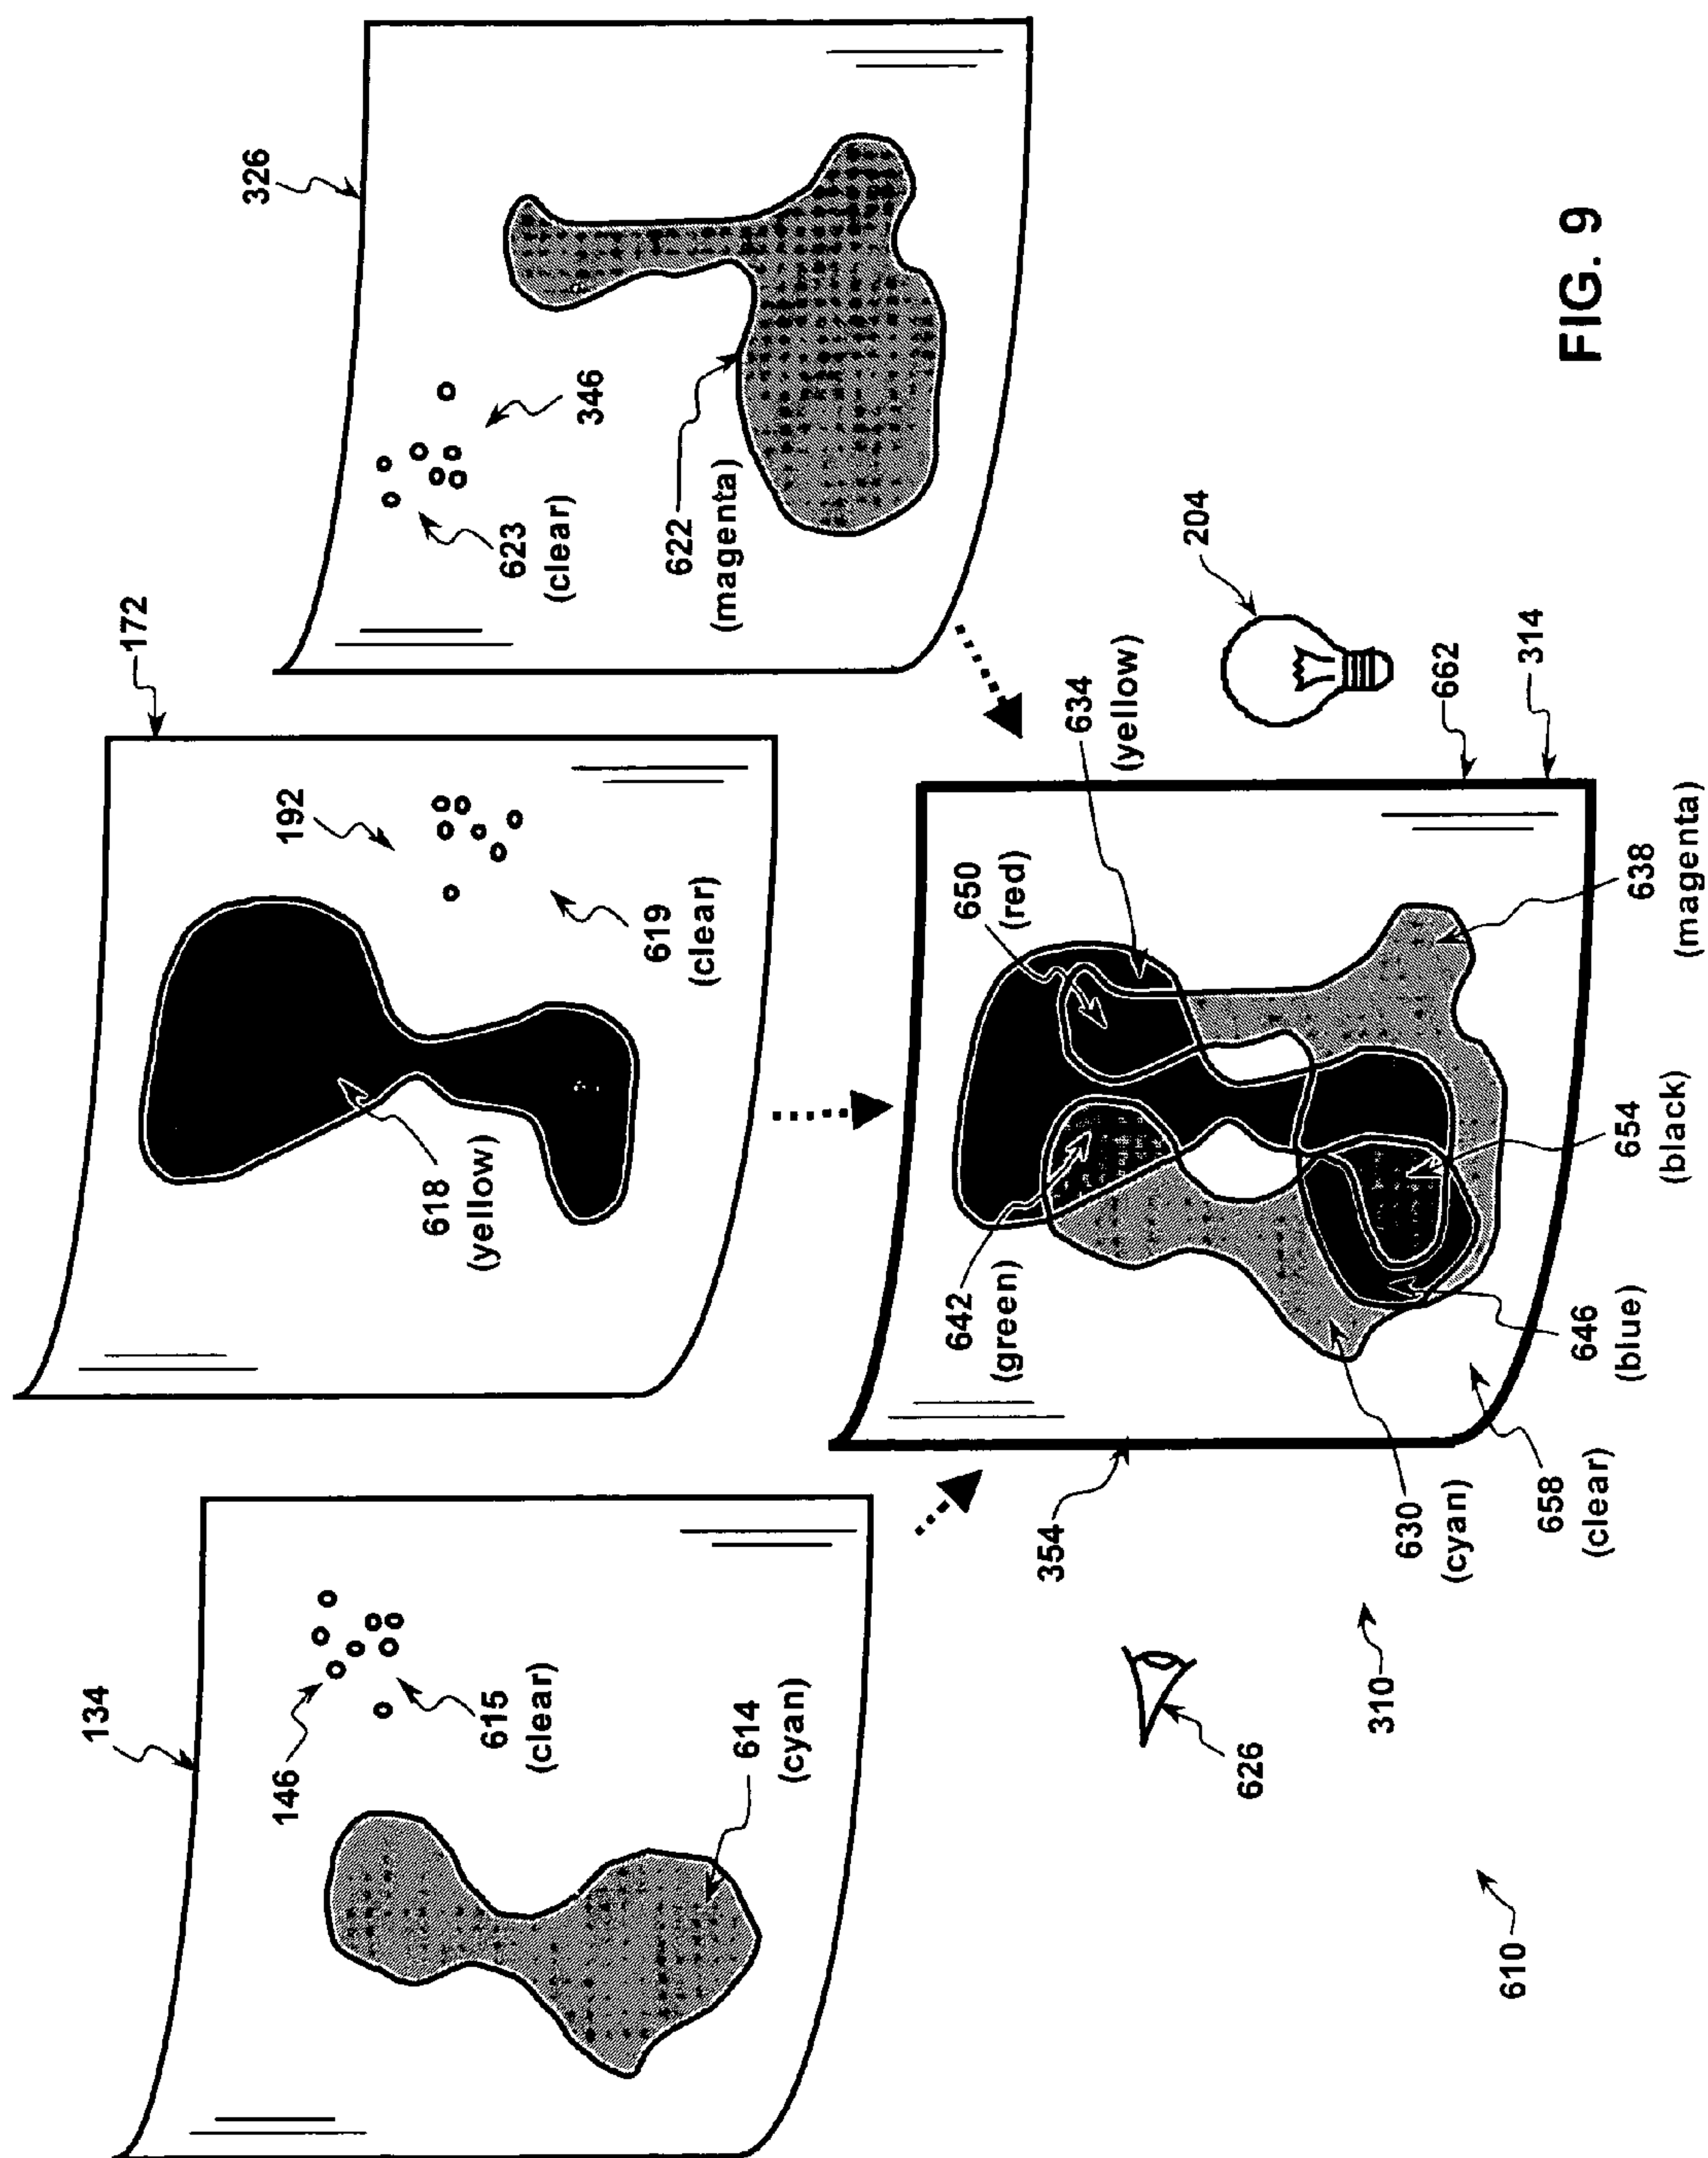 134
146
615
(clear)
614
(cyan)
172
192
619
(clear)
618
(yellow)
326
346
623
(clear)
622
(magenta)
204
634
(yellow)
650
(red)
662
314
638
(magenta)
642
(green)
654
(black)
646
(blue)
658
(clear)
630
(cyan)
354
626
310
610
FIG. 9